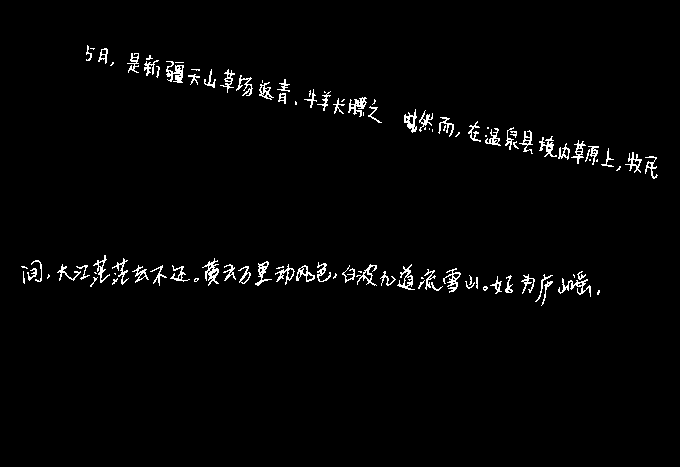 5月，是新疆天山草场返青、牛羊长膘之时然而，在温泉县境内草原上，牧民
间，大江茫茫去不还。黄云万里动风色，白波九道流雪山。好为庐山谣，